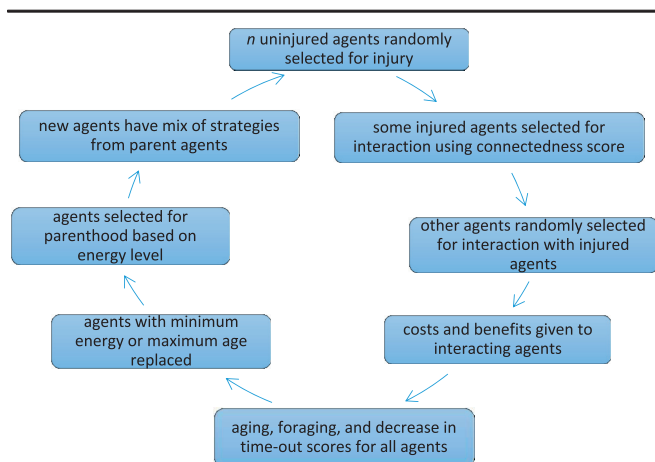 n uninjured agents randomly
selected for injury
some injured agents selected for
interaction using connectedness score
other agents randomly selected
for interaction with injured
agents
costs and benefits given to
interacting agents
aging, foraging, and decrease in
time-out scores for all agents
agents with minimum
energy or maximum age
replaced
agents selected for
parenthood based on
energy level
new agents have mix of strategies
from parent agents